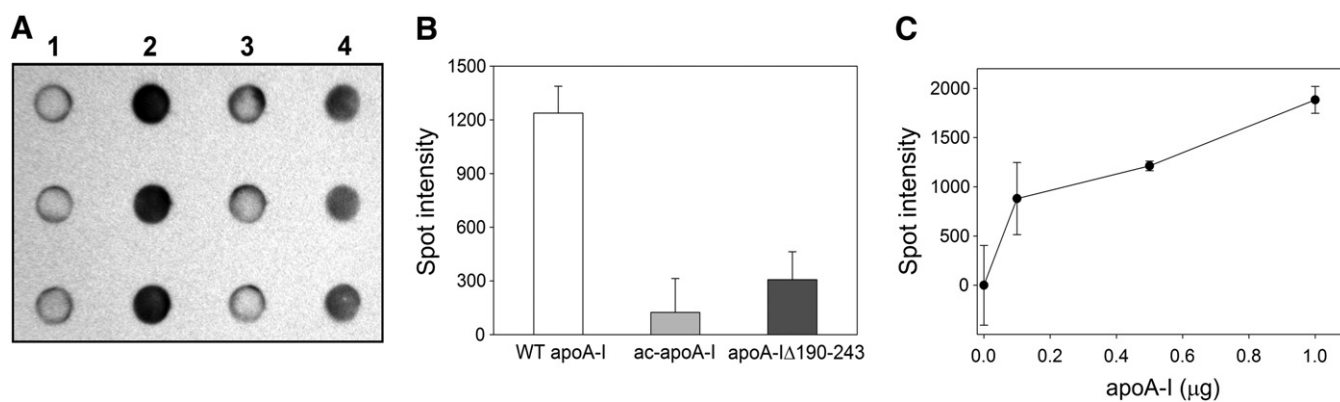 A
1 2 3 4
B
Spot intensity
1500
1200
900
600
300
0
WT apoA-I ac-apoA-I apoA-IΔ190-243
C
Spot intensity
2000
1500
1000
500
0
0.0 0.2 0.4 0.6 0.8 1.0
apoA-I (μg)